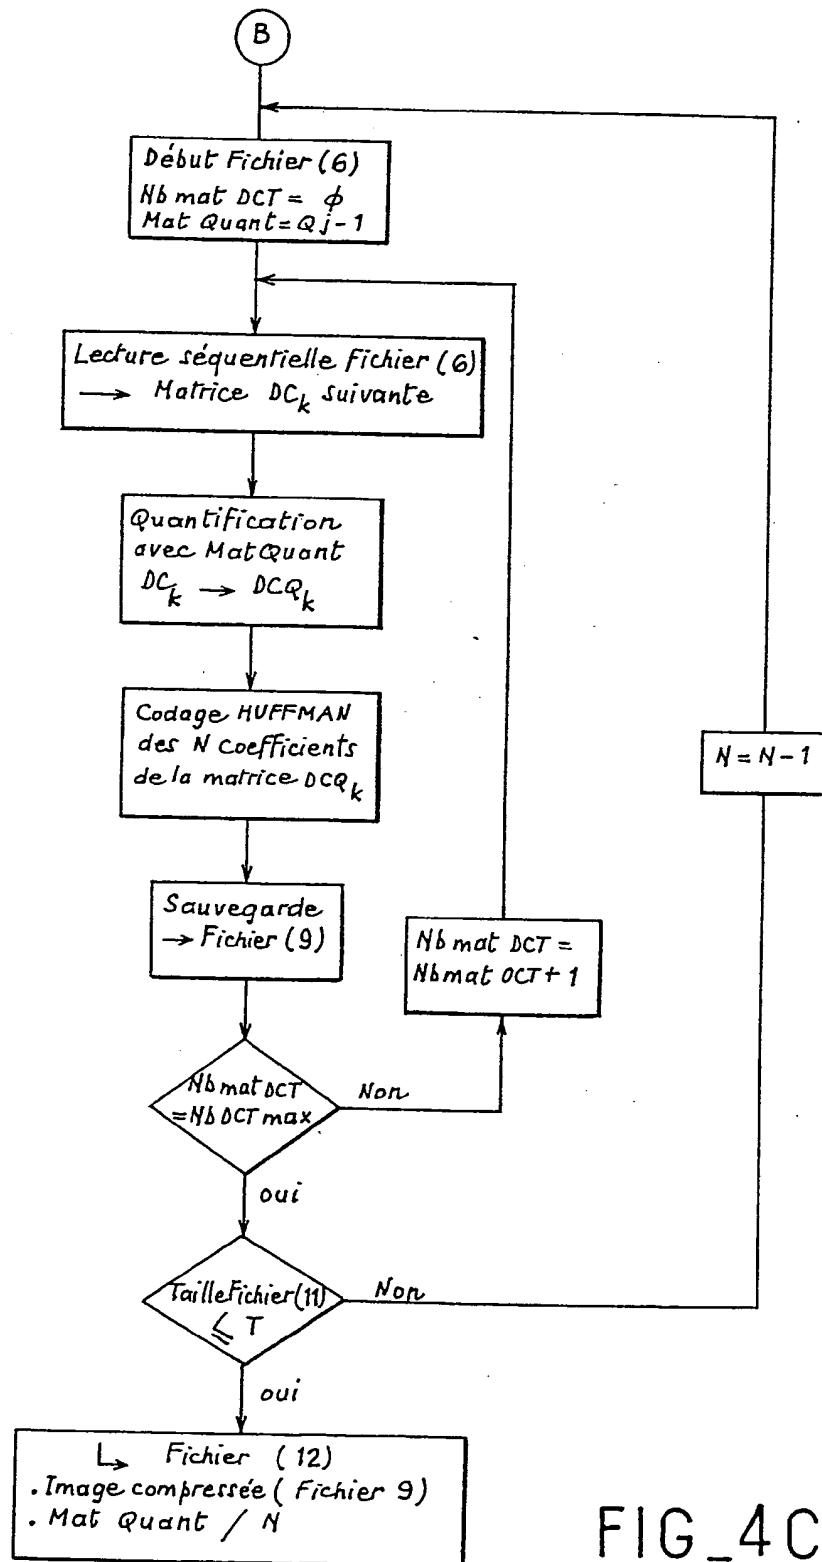 B
Début Fichier (6)
Nb mat DCT = ϕ
Mat Quant = Qj-1
Lecture séquentielle Fichier (6)
→ Matrice DCk suivante
Quantification
avec MatQuant
DCk → DCQk
Codage HUFFMAN
des N coefficients
de la matrice DCQk
N = N-1
Sauvegarde
→ Fichier (9)
Nb mat DCT =
Nb mat OCT + 1
Nb mat DCT
= Nb DCT max
Non
oui
Taille Fichier (11)
≤ T
Non
oui
↳ Fichier (12)
. Image compressée ( Fichier 9)
. Mat Quant / N
FIG_4C